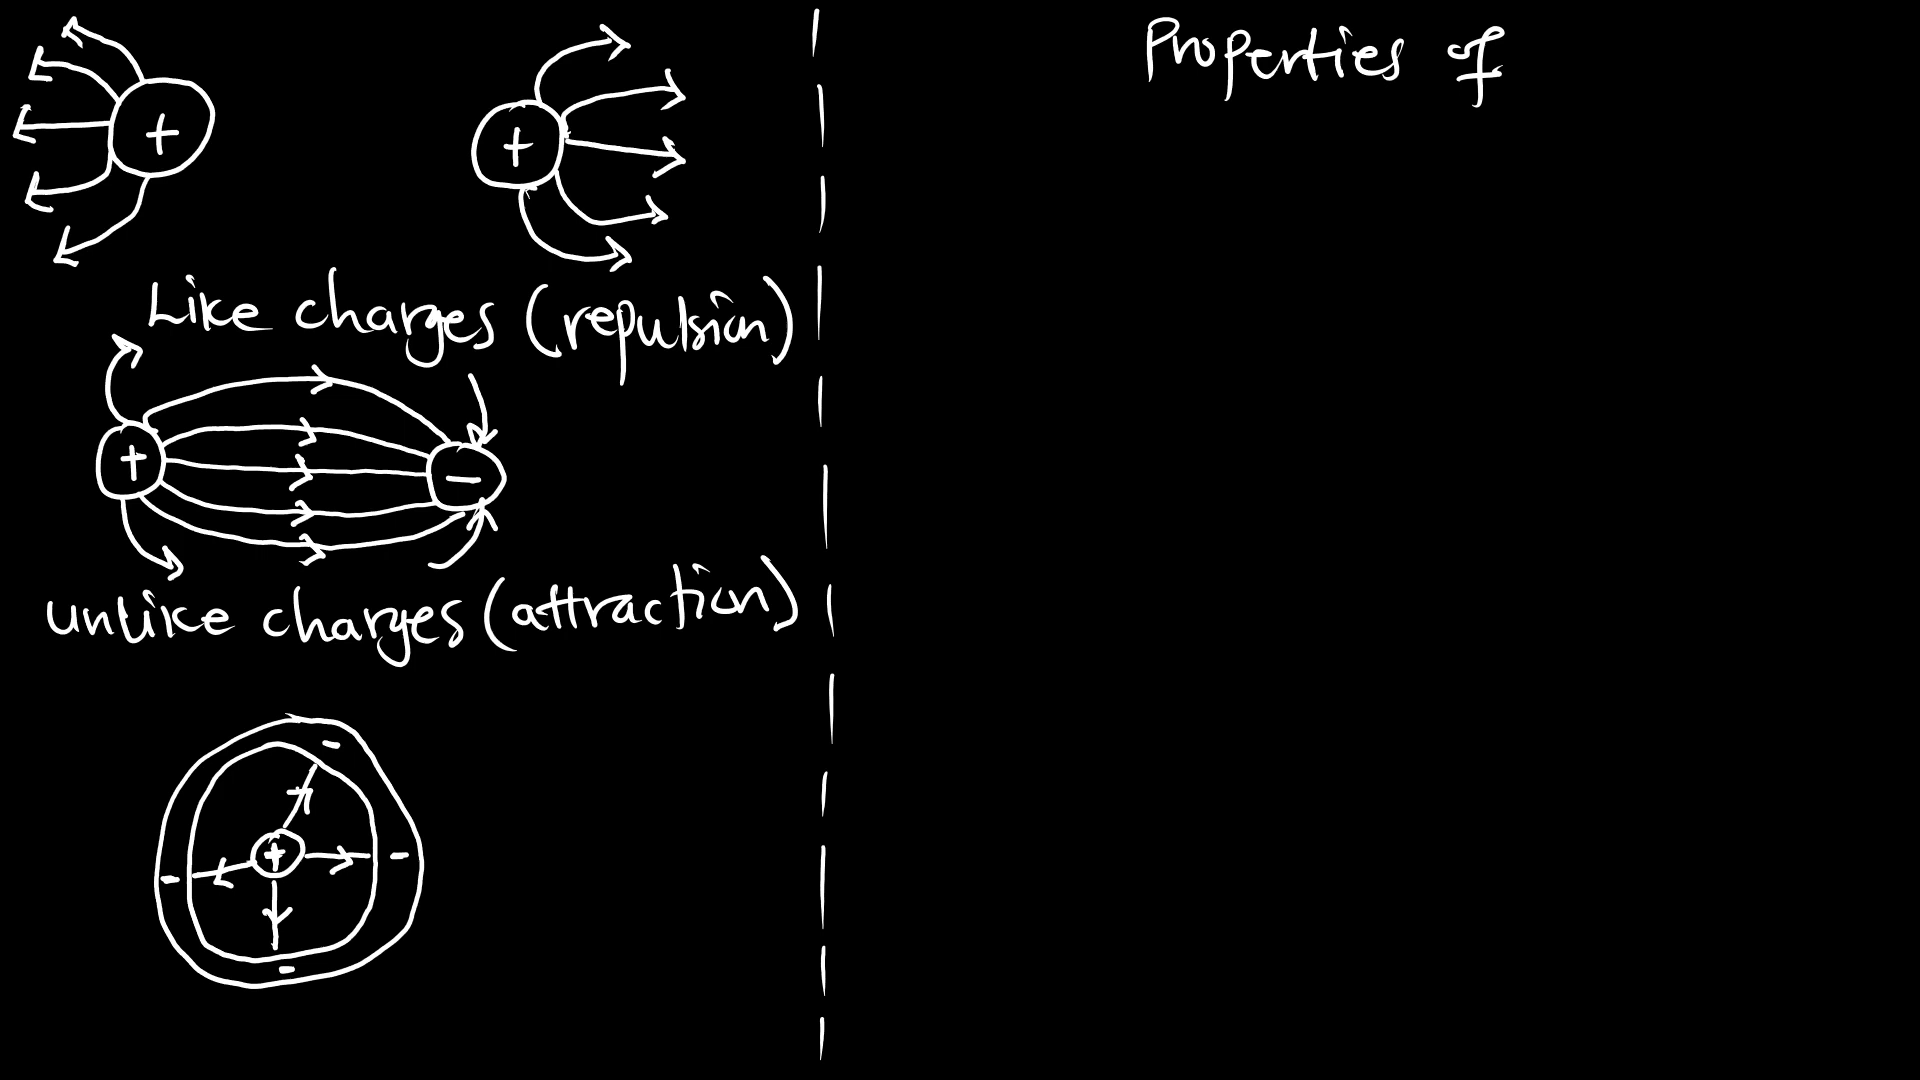 + +
Like charges (repulsion)
+ -
unlike charges (attraction)
-
- + -
-
Properties of